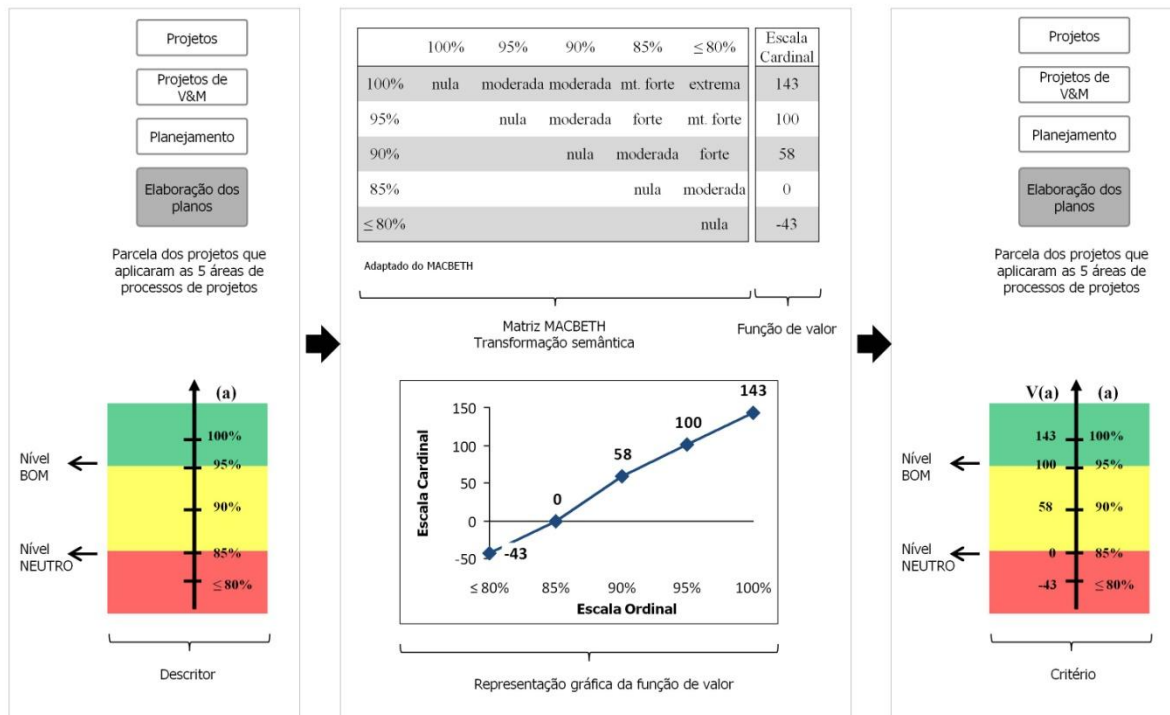 Projetos
Projetos de
V&M
Planejamento
Elaboração dos
planos
Parcela dos projetos que
aplicaram as 5 áreas de
processos de projetos
(a)
100%
95%
90%
85%
≤ 80%
Nível
BOM
Nível
NEUTRO
Descritor
100% 95% 90% 85% ≤ 80% Escala
Cardinal
100% nula moderada moderada mt. forte extrema 143
95% nula moderada forte mt. forte 100
90% nula moderada forte 58
85% nula moderada 0
≤ 80% nula -43
Adaptado do MACBETH
Matriz MACBETH
Transformação semântica
Função de valor
Escala Cardinal
150
100
50
0
-50
-43
0
58
100
143
≤ 80% 85% 90% 95% 100%
Escala Ordinal
Representação gráfica da função de valor
Projetos
Projetos de
V&M
Planejamento
Elaboração dos
planos
Parcela dos projetos que
aplicaram as 5 áreas de
processos de projetos
V(a) (a)
143 100%
100 95%
58 90%
0 85%
-43 ≤ 80%
Nível
BOM
Nível
NEUTRO
Critério